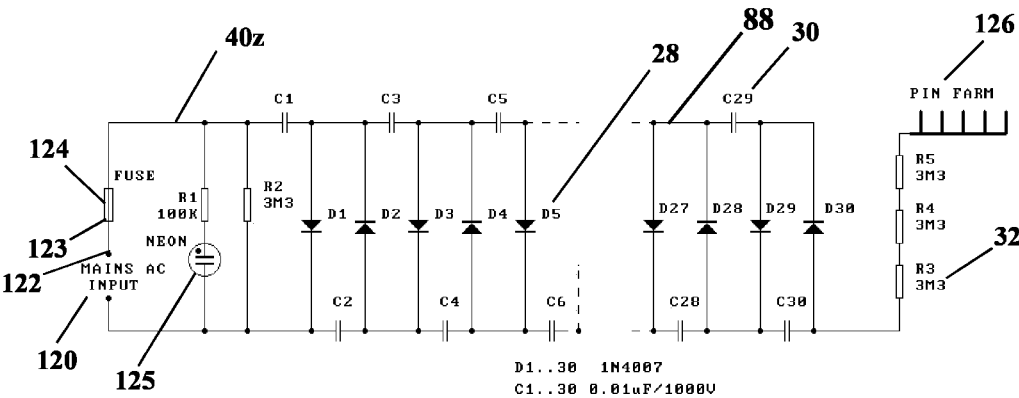 40z
88
30
126
28
C1
C3
C5
C29
PIN FARM
124
FUSE
R1
100K
R2
3M3
R5
3M3
D1
D2
D3
D4
D5
D27
D28
D29
D30
R4
3M3
123
NEON
32
122
MAINS AC
INPUT
R3
3M3
C2
C4
C6
C28
C30
120
125
D1..30 1N4007
C1..30 0.01uF/1000V